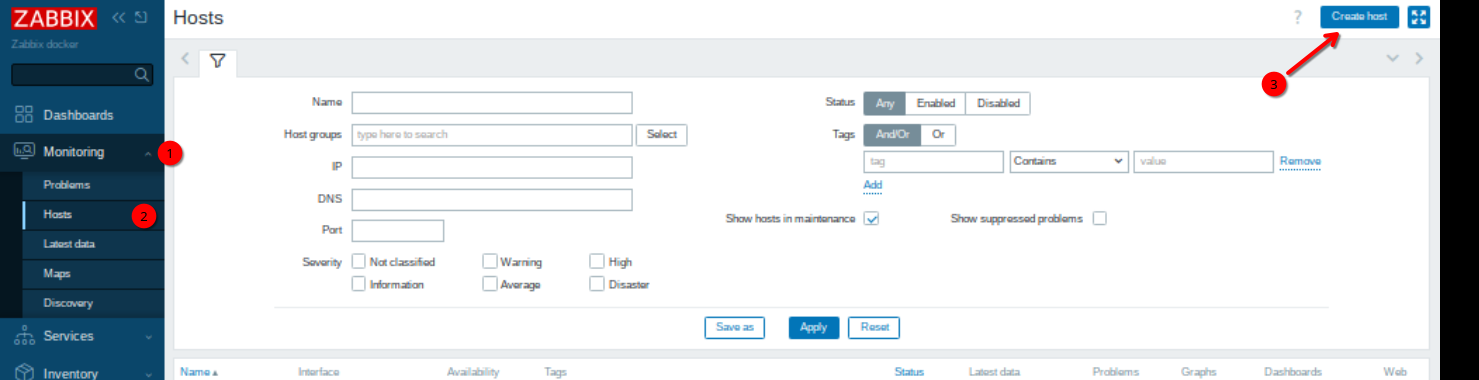 ZABBIX
Zabbix docker
Dashboards
Monitoring 1
Problems
Hosts 2
Latest data
Maps
Discovery
Services
Inventory
Hosts
? Create host
3
Name
Host groups type here to search Select
IP
DNS
Port
Severity Not classified Warning High
Information Average Disaster
Status Any Enabled Disabled
Tags And/Or Or
tag Contains value Remove
Add
Show hosts in maintenance Show suppressed problems
Save as Apply Reset
Name Interface Availability Tags Status Latest data Problems Graphs Dashboards Web